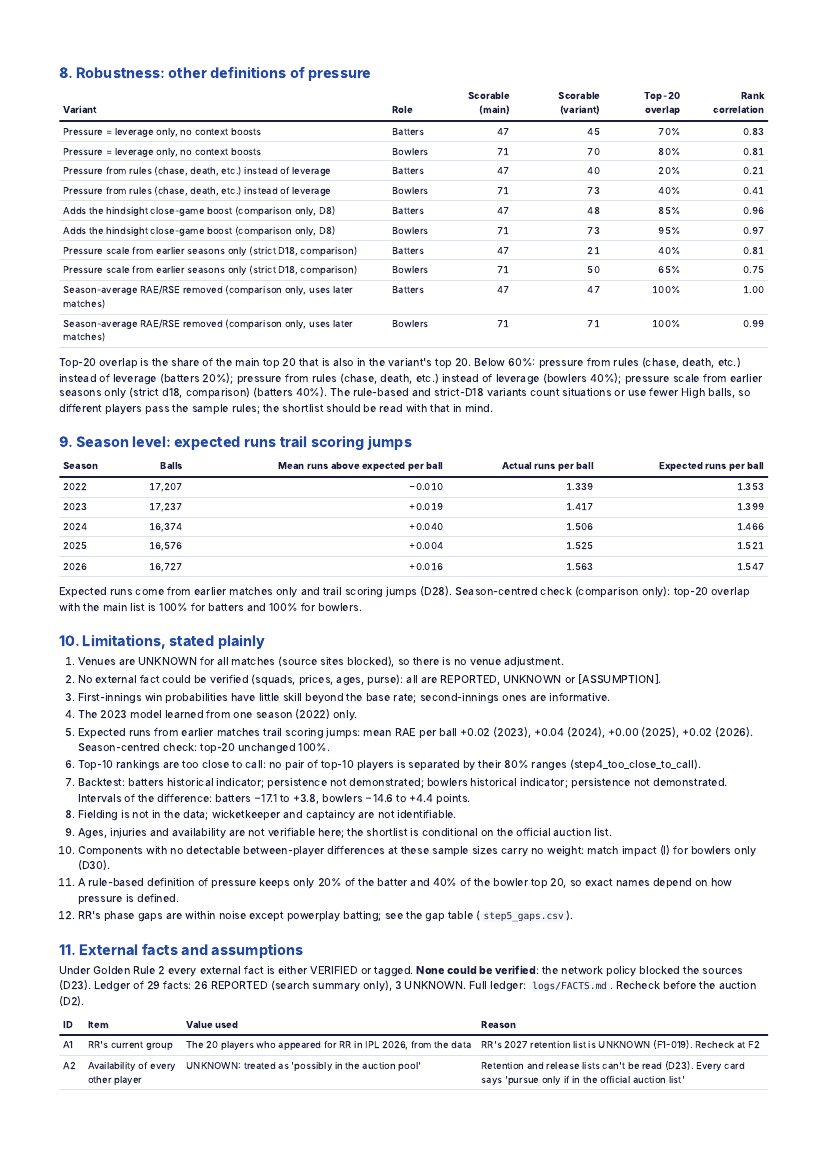 8. Robustness: other definitions of pressure
Variant Role Scorable (main) Scorable (variant) Top-20 overlap Rank correlation
Pressure = leverage only, no context boosts Batters 47 45 70% 0.83
Pressure = leverage only, no context boosts Bowlers 71 70 80% 0.81
Pressure from rules (chase, death, etc.) instead of leverage Batters 47 40 20% 0.21
Pressure from rules (chase, death, etc.) instead of leverage Bowlers 71 73 40% 0.41
Adds the hindsight close-game boost (comparison only, D8) Batters 47 48 85% 0.96
Adds the hindsight close-game boost (comparison only, D8) Bowlers 71 73 95% 0.97
Pressure scale from earlier seasons only (strict D18, comparison) Batters 47 21 40% 0.81
Pressure scale from earlier seasons only (strict D18, comparison) Bowlers 71 50 65% 0.75
Season-average RAE/RSE removed (comparison only, uses later Batters 47 47 100% 1.00
matches)
Season-average RAE/RSE removed (comparison only, uses later Bowlers 71 71 100% 0.99
matches)
Top-20 overlap is the share of the main top 20 that is also in the variant's top 20. Below 60%: pressure from rules (chase, death, etc.)
instead of leverage (batters 20%); pressure from rules (chase, death, etc.) instead of leverage (bowlers 40%); pressure scale from earlier
seasons only (strict d18, comparison) (batters 40%). The rule-based and strict-D18 variants count situations or use fewer High balls, so
different players pass the sample rules; the shortlist should be read with that in mind.
9. Season level: expected runs trail scoring jumps
Season Balls Mean runs above expected per ball Actual runs per ball Expected runs per ball
2022 17,207 −0.010 1.339 1.353
2023 17,237 +0.019 1.417 1.399
2024 16,374 +0.040 1.506 1.466
2025 16,576 +0.004 1.525 1.521
2026 16,727 +0.016 1.563 1.547
Expected runs come from earlier matches only and trail scoring jumps (D28). Season-centred check (comparison only): top-20 overlap
with the main list is 100% for batters and 100% for bowlers.
10. Limitations, stated plainly
1. Venues are UNKNOWN for all matches (source sites blocked), so there is no venue adjustment.
2. No external fact could be verified (squads, prices, ages, purse): all are REPORTED, UNKNOWN or [ASSUMPTION].
3. First-innings win probabilities have little skill beyond the base rate; second-innings ones are informative.
4. The 2023 model learned from one season (2022) only.
5. Expected runs from earlier matches trail scoring jumps: mean RAE per ball +0.02 (2023), +0.04 (2024), +0.00 (2025), +0.02 (2026).
Season-centred check: top-20 unchanged 100%.
6. Top-10 rankings are too close to call: no pair of top-10 players is separated by their 80% ranges (step4_too_close_to_call).
7. Backtest: batters historical indicator; persistence not demonstrated; bowlers historical indicator; persistence not demonstrated.
Intervals of the difference: batters −17.1 to +3.8, bowlers −14.6 to +4.4 points.
8. Fielding is not in the data; wicketkeeper and captaincy are not identifiable.
9. Ages, injuries and availability are not verifiable here; the shortlist is conditional on the official auction list.
10. Components with no detectable between-player differences at these sample sizes carry no weight: match impact (I) for bowlers only
(D30).
11. A rule-based definition of pressure keeps only 20% of the batter and 40% of the bowler top 20, so exact names depend on how
pressure is defined.
12. RR's phase gaps are within noise except powerplay batting; see the gap table ( step5_gaps.csv ).
11. External facts and assumptions
Under Golden Rule 2 every external fact is either VERIFIED or tagged. None could be verified: the network policy blocked the sources
(D23). Ledger of 29 facts: 26 REPORTED (search summary only), 3 UNKNOWN. Full ledger: logs/FACTS.md . Recheck before the auction
(D2).
ID Item Value used Reason
A1 RR's current group The 20 players who appeared for RR in IPL 2026, from the data RR's 2027 retention list is UNKNOWN (F1-019). Recheck at F2
A2 Availability of every UNKNOWN: treated as 'possibly in the auction pool' Retention and release lists can't be read (D23). Every card
other player says 'pursue only if in the official auction list'